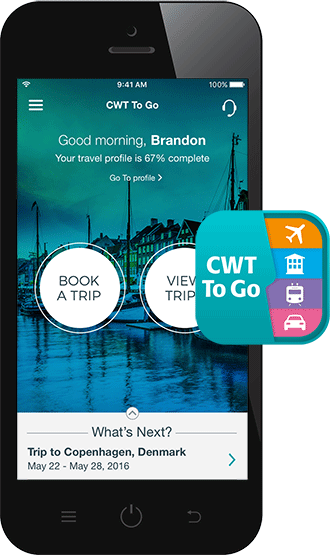 9:41 AM
100%
CWT To Go
Good morning, Brandon
Your travel profile is 67% complete
Go To profile >
BOOK
A TRIP
VIEW
TRIP
CWT
To Go
What's Next?
Trip to Copenhagen, Denmark
May 22 - May 28, 2016